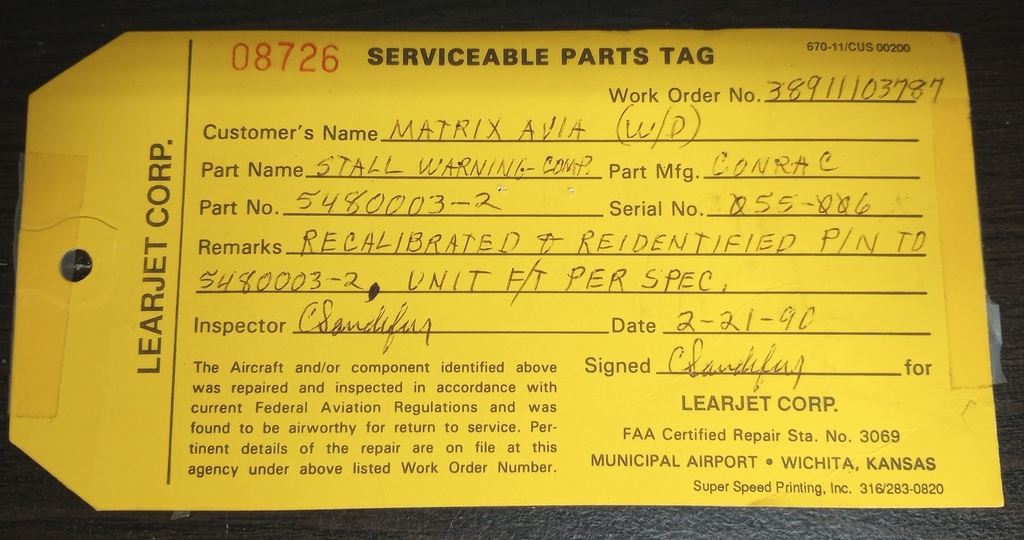 08726 SERVICEABLE PARTS TAG 670-11/CUS 00200
LEARJET CORP.
Work Order No. 38911103787
Customer's Name MATRIX AVIA (W/D)
Part Name STALL WARNING-COMP. Part Mfg. CONRAC
Part No. 5480003-2 Serial No. 055-006
Remarks RECALIBRATED & REIDENTIFIED P/N TO
5480003-2, UNIT F/T PER SPEC.
Inspector CSandifur Date 2-21-90
The Aircraft and/or component identified above
was repaired and inspected in accordance with
current Federal Aviation Regulations and was
found to be airworthy for return to service. Per-
tinent details of the repair are on file at this
agency under above listed Work Order Number.
Signed CSandifur for
LEARJET CORP.
FAA Certified Repair Sta. No. 3069
MUNICIPAL AIRPORT • WICHITA, KANSAS
Super Speed Printing, Inc. 316/283-0820